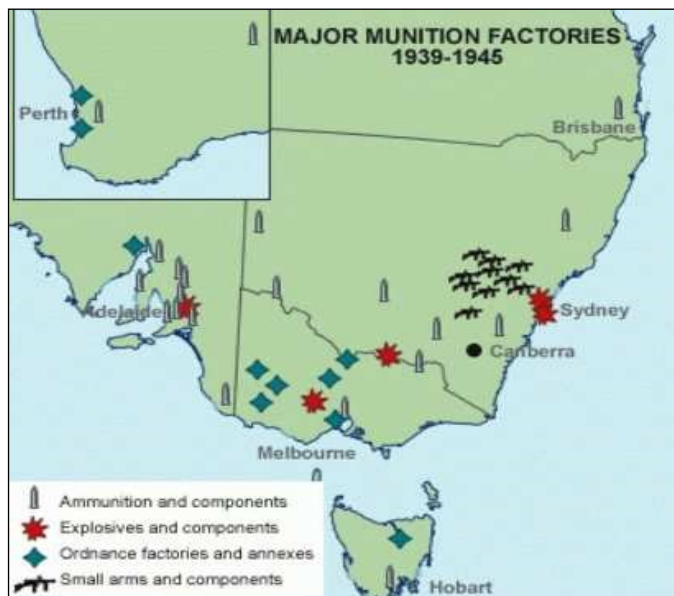 MAJOR MUNITION FACTORIES
1939-1945
Perth
Brisbane
Adelaide
Sydney
Canberra
Melbourne
Ammunition and components
Explosives and components
Ordnance factories and annexes
Small arms and components
Hobart